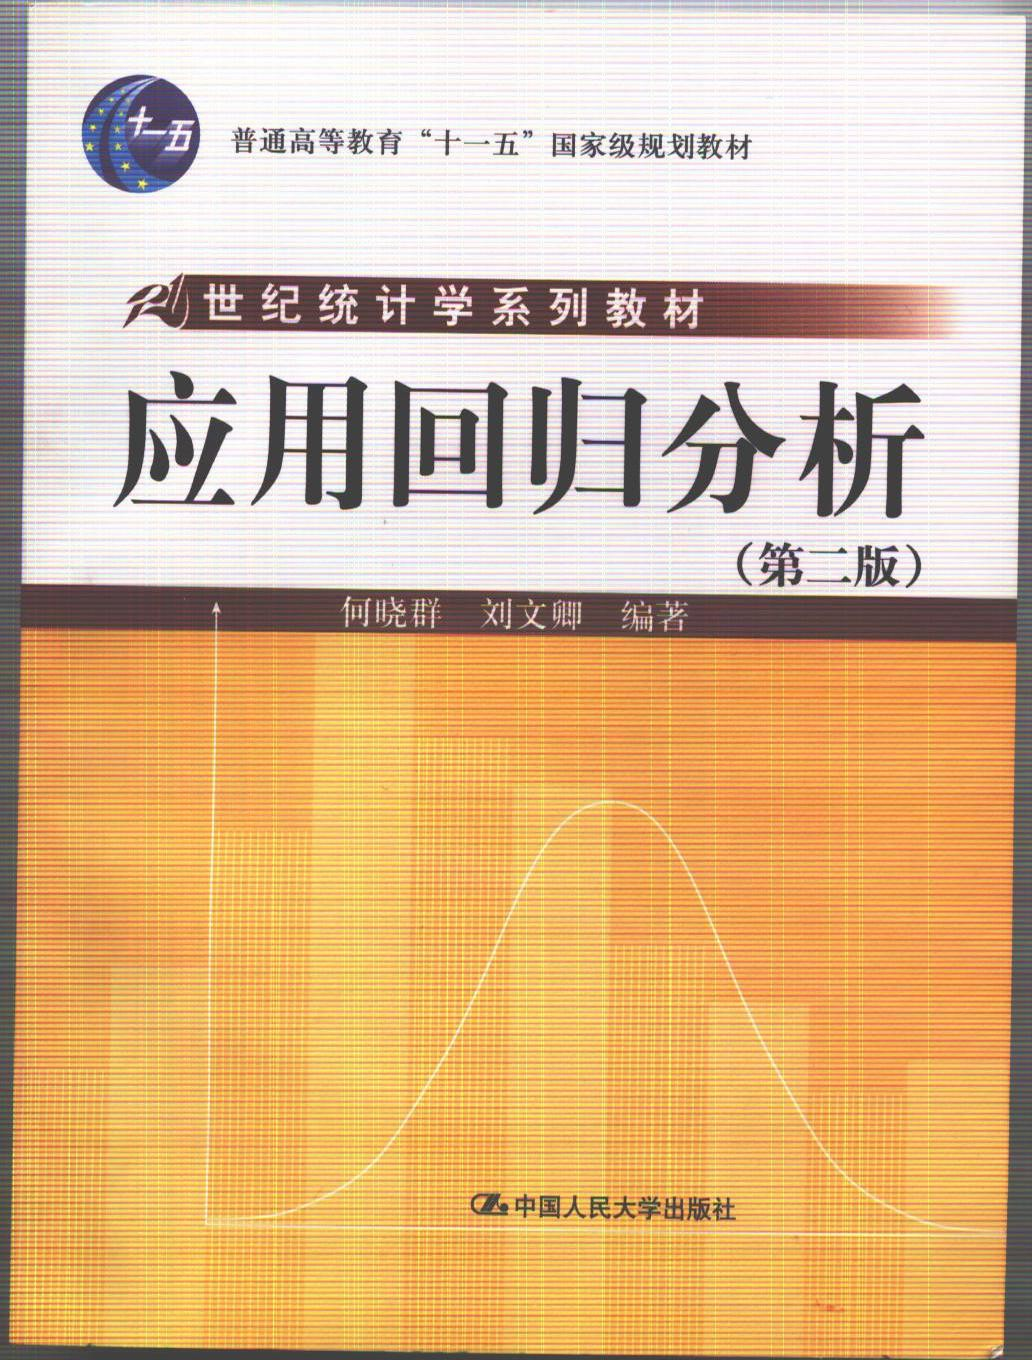 十一五
普通高等教育“十一五”国家级规划教材
21世纪统计学系列教材
应用回归分析
（第二版）
何晓群 刘文卿 编著
中国人民大学出版社